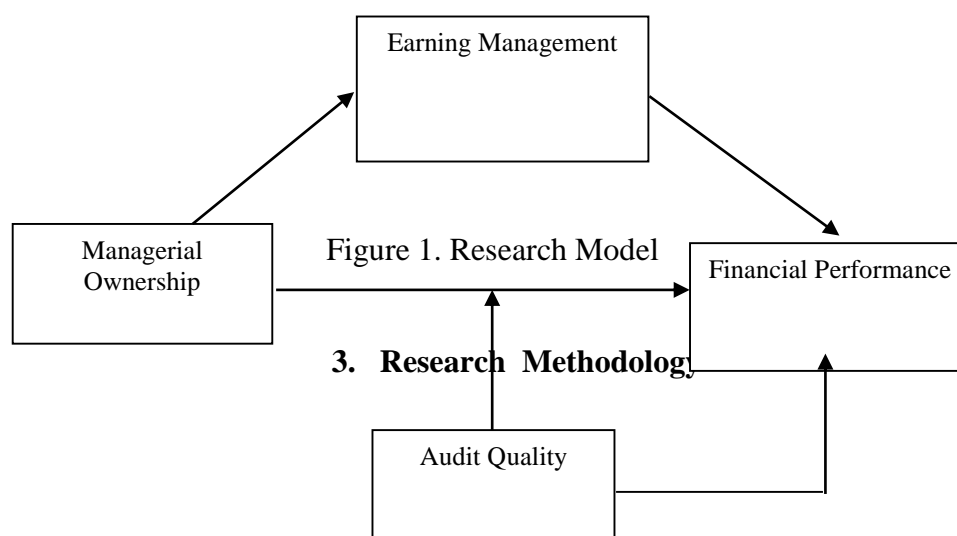 Earning Management
Managerial
Ownership
Figure 1. Research Model
Financial Performance
3. Research Methodology
Audit Quality